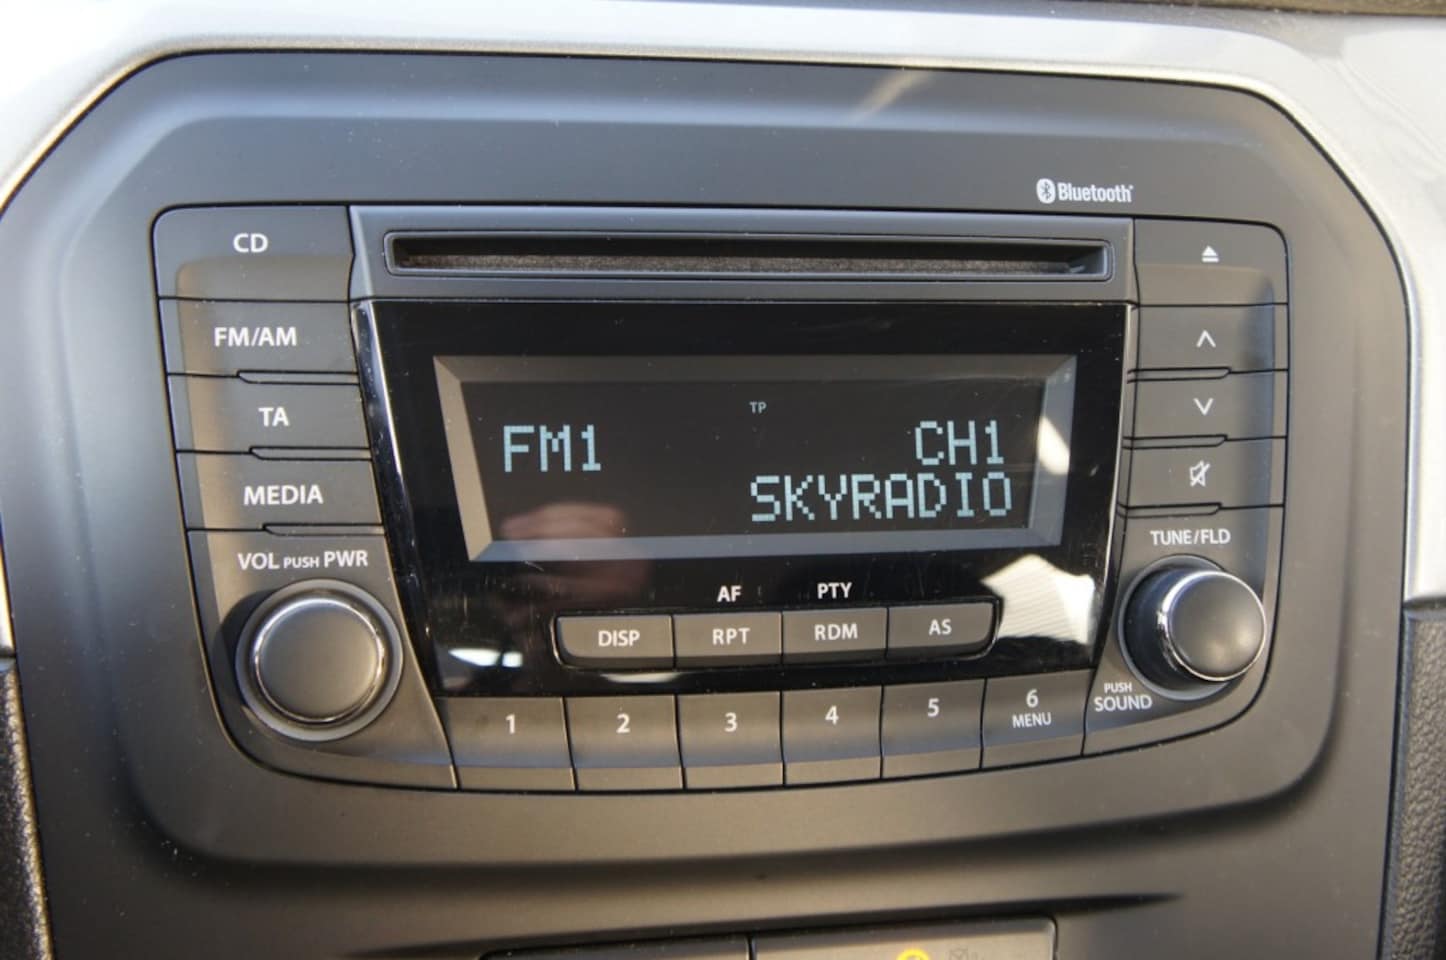 Bluetooth
CD
FM/AM
TA
MEDIA
VOL PUSH PWR
TP
FM1 CH1
SKYRADIO
AF PTY
DISP RPT RDM AS
1 2 3 4 5 6
MENU
TUNE/FLD
PUSH
SOUND